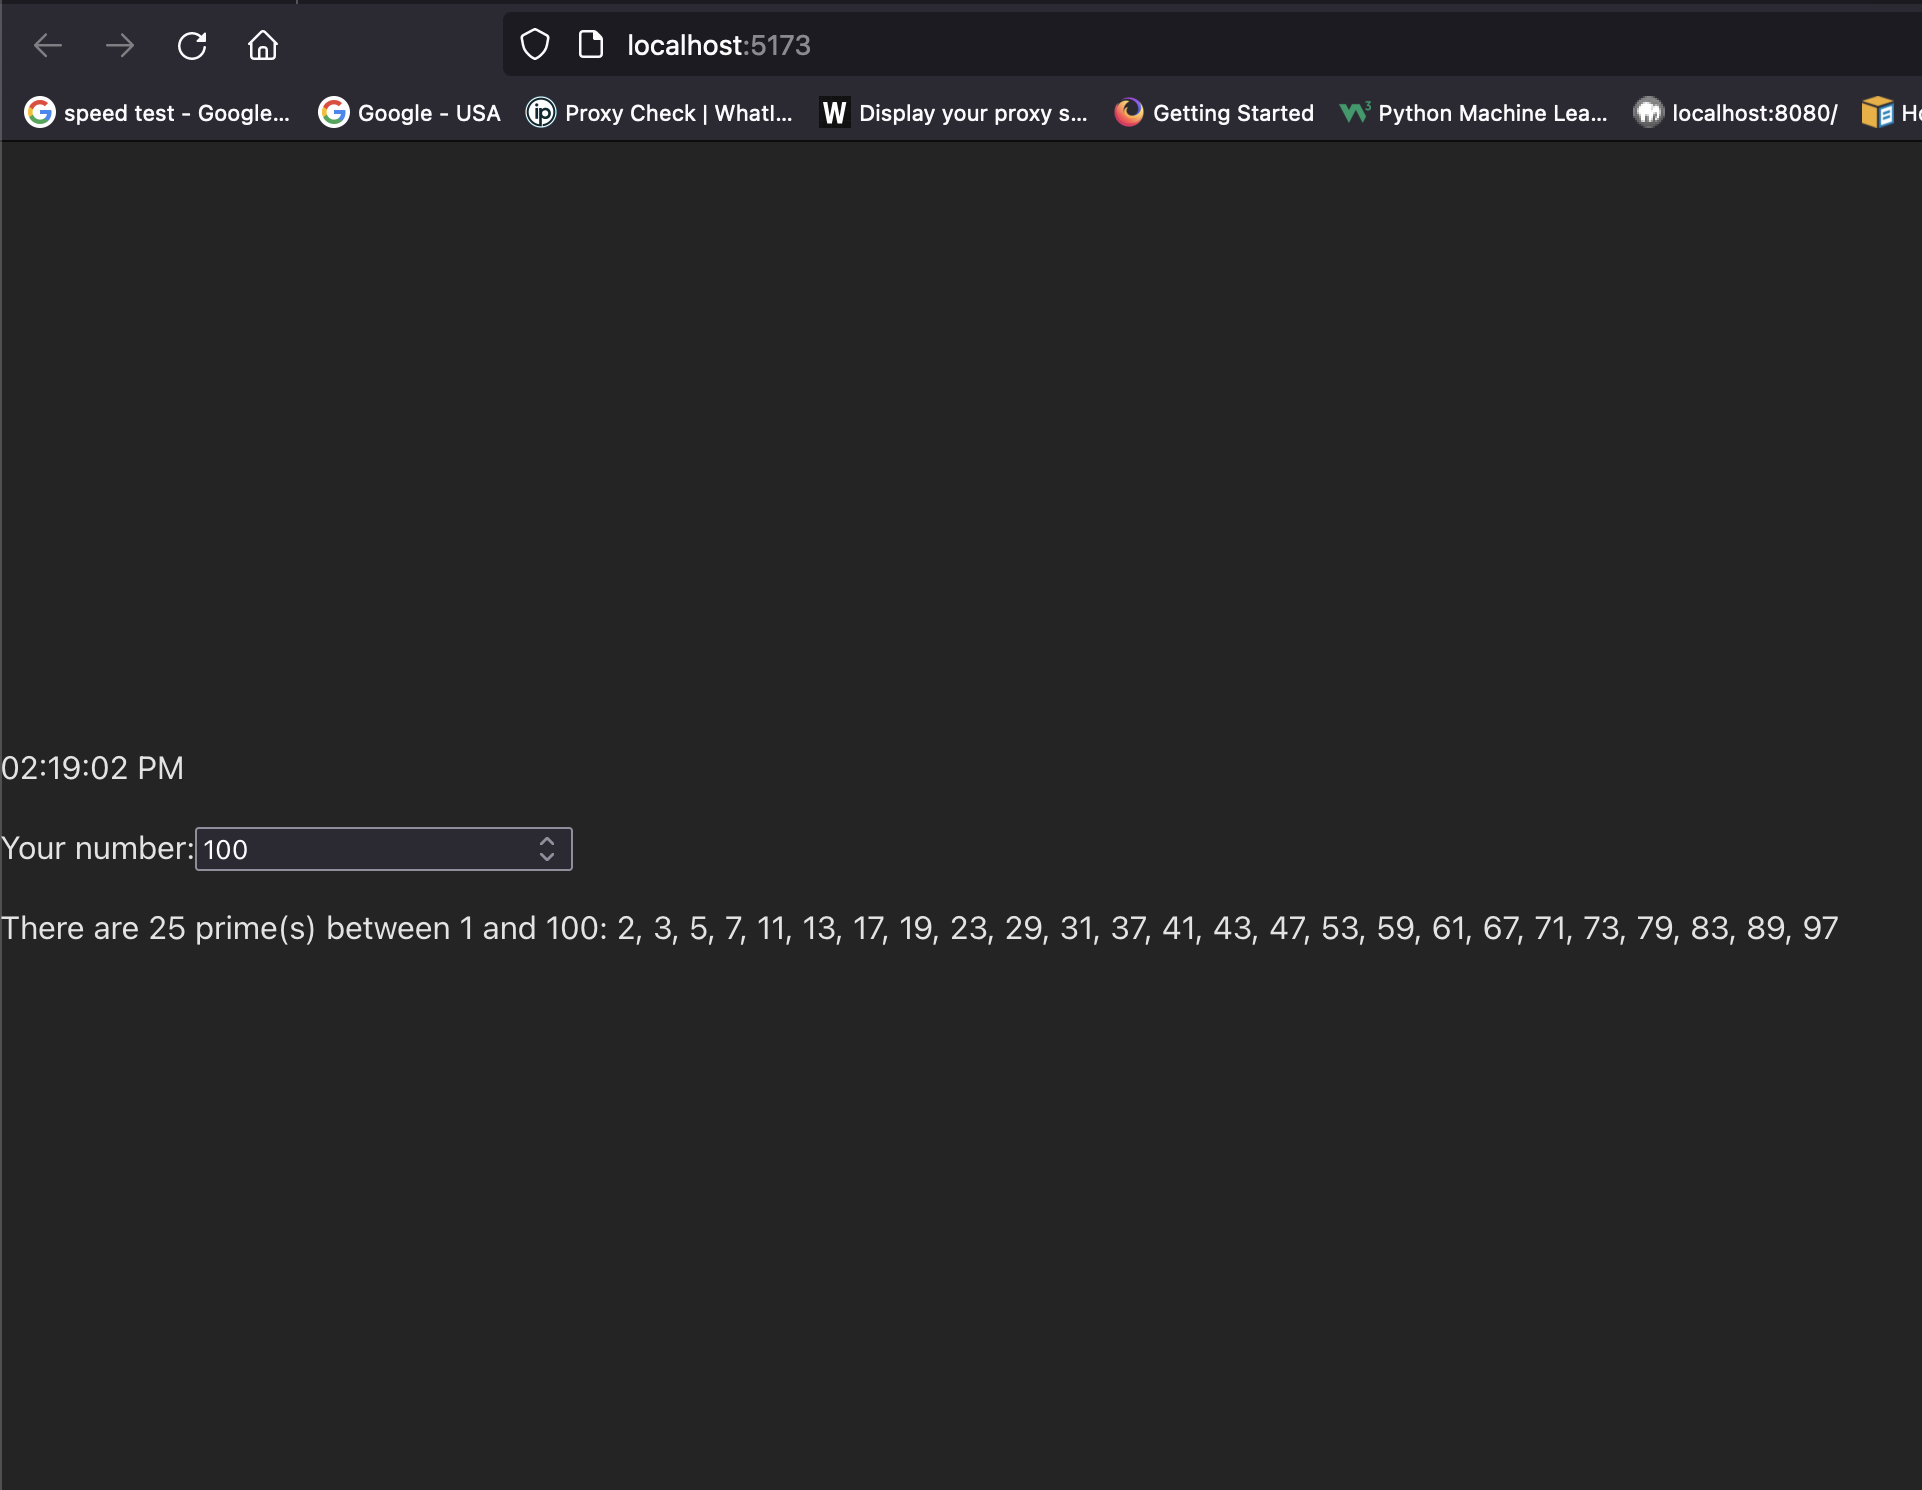 localhost:5173
speed test - Google... Google - USA ip Proxy Check | WhatI... W Display your proxy s... Getting Started W3 Python Machine Lea... localhost:8080/
02:19:02 PM
Your number: 100
There are 25 prime(s) between 1 and 100: 2, 3, 5, 7, 11, 13, 17, 19, 23, 29, 31, 37, 41, 43, 47, 53, 59, 61, 67, 71, 73, 79, 83, 89, 97